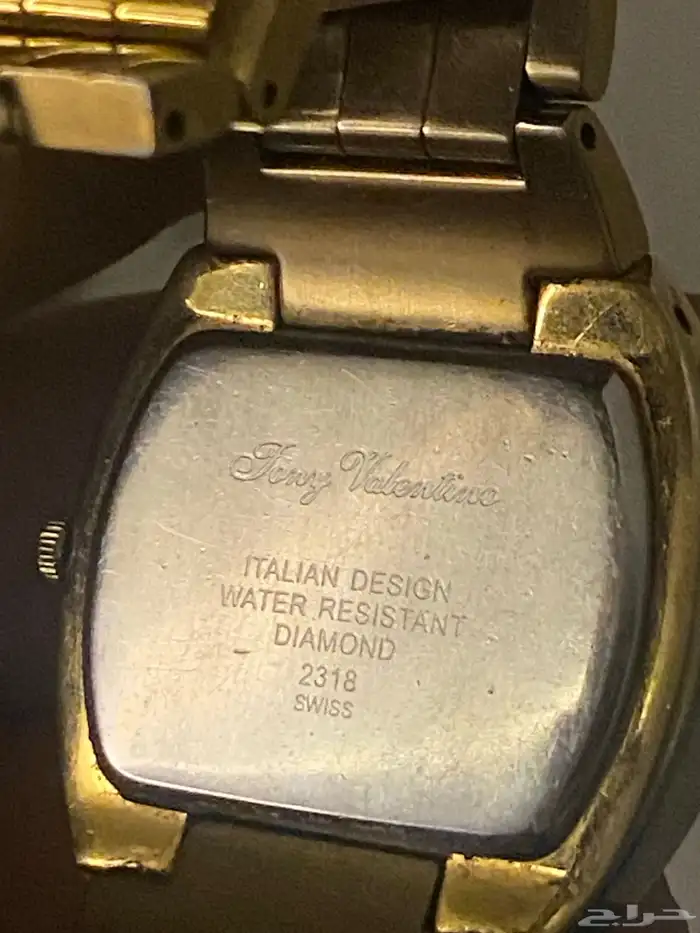 Tony Valentino
ITALIAN DESIGN
WATER RESISTANT
DIAMOND
2318
SWISS
حراج